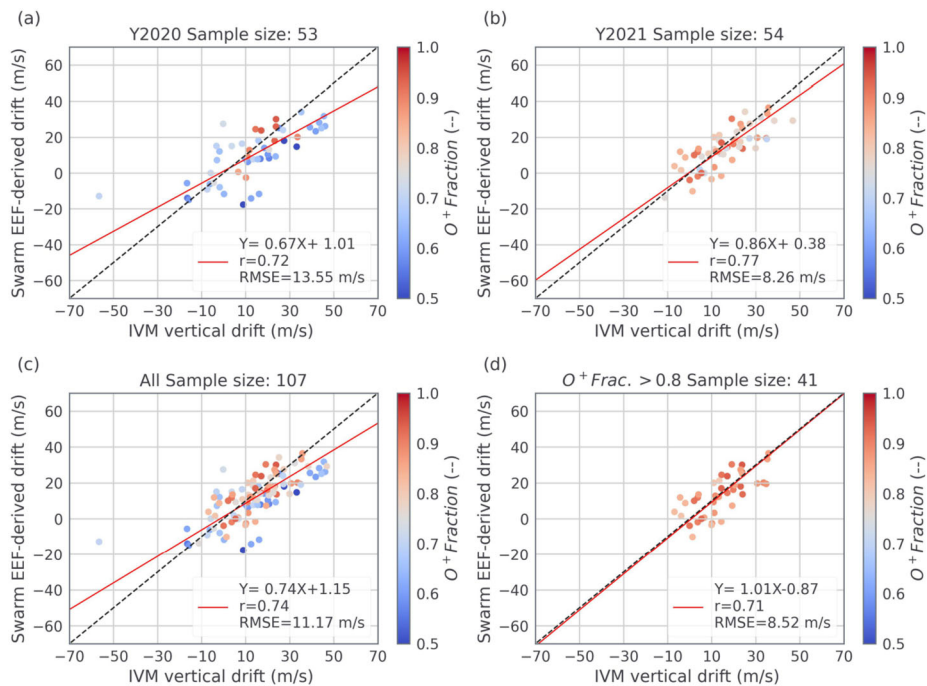 (a)
Y2020 Sample size: 53
Swarm EEF-derived drift (m/s)
60
40
20
0
−20
−40
−60
Y= 0.67X+ 1.01
r=0.72
RMSE=13.55 m/s
−70 −50 −30 −10 10 30 50 70
IVM vertical drift (m/s)
1.0
0.9
0.8
0.7
0.6
0.5
O⁺Fraction (--)
(b)
Y2021 Sample size: 54
Swarm EEF-derived drift (m/s)
60
40
20
0
−20
−40
−60
Y= 0.86X+ 0.38
r=0.77
RMSE=8.26 m/s
−70 −50 −30 −10 10 30 50 70
IVM vertical drift (m/s)
1.0
0.9
0.8
0.7
0.6
0.5
O⁺Fraction (--)
(c)
All Sample size: 107
Swarm EEF-derived drift (m/s)
60
40
20
0
−20
−40
−60
Y= 0.74X+1.15
r=0.74
RMSE=11.17 m/s
−70 −50 −30 −10 10 30 50 70
IVM vertical drift (m/s)
1.0
0.9
0.8
0.7
0.6
0.5
O⁺Fraction (--)
(d)
O⁺Frac. > 0.8 Sample size: 41
Swarm EEF-derived drift (m/s)
60
40
20
0
−20
−40
−60
Y= 1.01X−0.87
r=0.71
RMSE=8.52 m/s
−70 −50 −30 −10 10 30 50 70
IVM vertical drift (m/s)
1.0
0.9
0.8
0.7
0.6
0.5
O⁺Fraction (--)